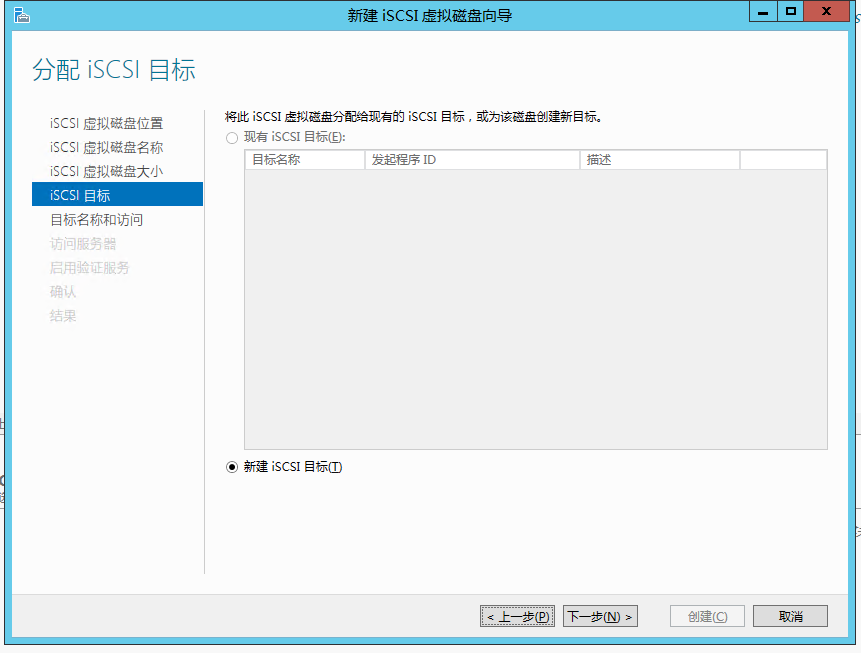 新建 iSCSI 虚拟磁盘向导
分配 iSCSI 目标
iSCSI 虚拟磁盘位置
iSCSI 虚拟磁盘名称
iSCSI 虚拟磁盘大小
iSCSI 目标
目标名称和访问
访问服务器
启用验证服务
确认
结果
将此 iSCSI 虚拟磁盘分配给现有的 iSCSI 目标，或为该磁盘创建新目标。
现有 iSCSI 目标(E):
目标名称 发起程序 ID 描述
新建 iSCSI 目标(T)
< 上一步(P) 下一步(N) > 创建(C) 取消